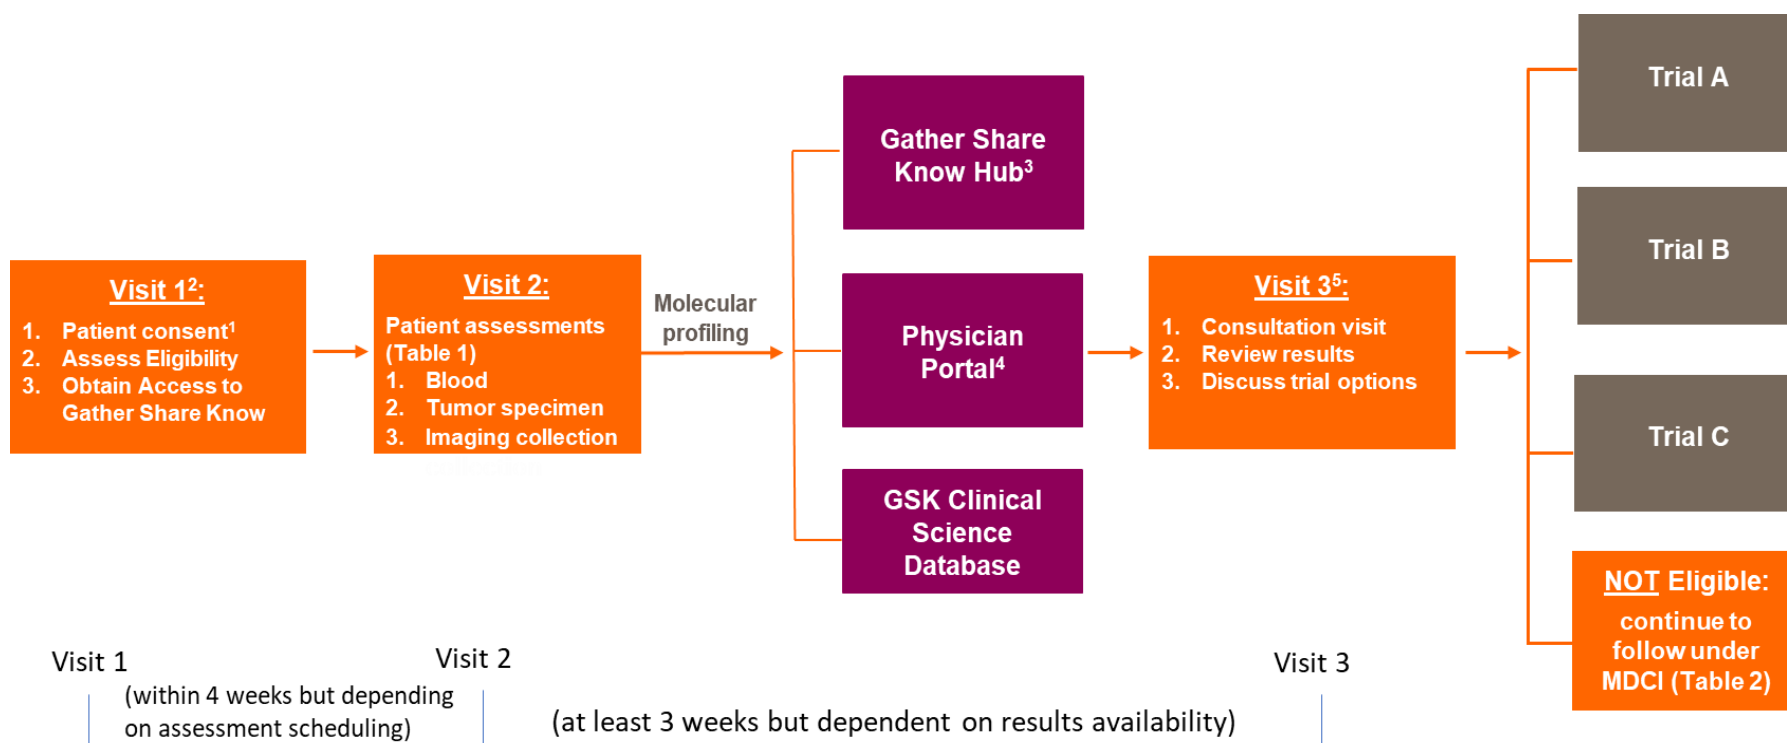 Visit 1²:
1. Patient consent¹
2. Assess Eligibility
3. Obtain Access to
Gather Share Know
Visit 2:
Patient assessments
(Table 1)
1. Blood
2. Tumor specimen
3. Imaging collection
Molecular
profiling
Gather Share
Know Hub³
Physician
Portal⁴
GSK Clinical
Science
Database
Visit 3⁵:
1. Consultation visit
2. Review results
3. Discuss trial options
Trial A
Trial B
Trial C
NOT Eligible:
continue to
follow under
MDCI (Table 2)
Visit 1
(within 4 weeks but depending
on assessment scheduling)
Visit 2
(at least 3 weeks but dependent on results availability)
Visit 3